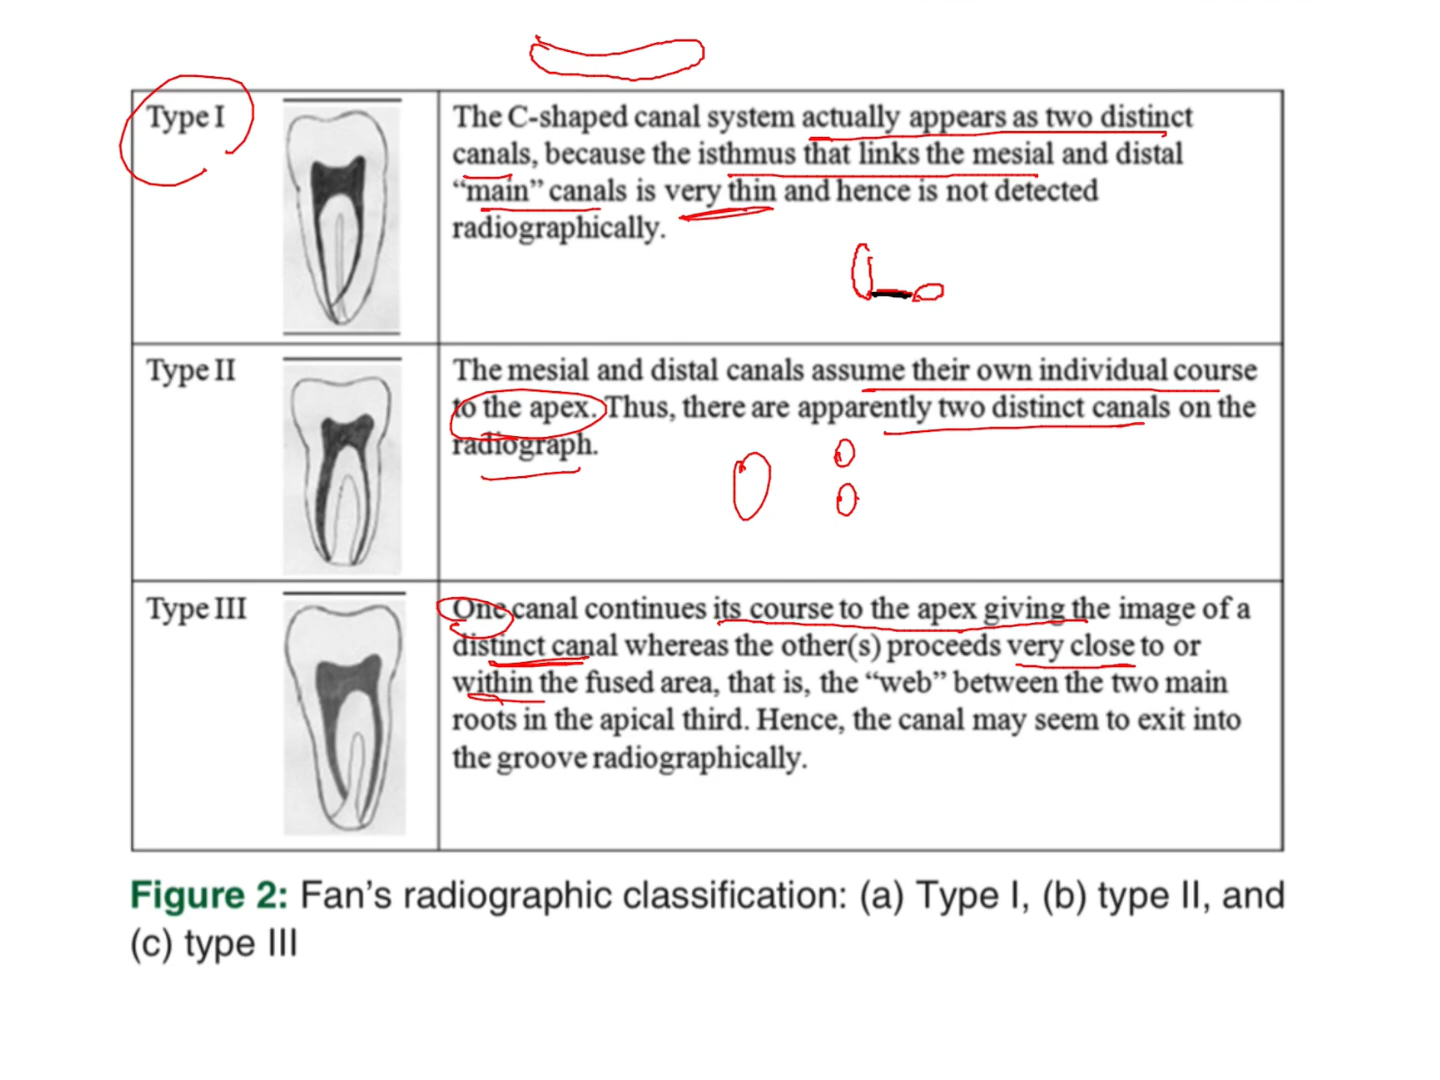 Type I
The C-shaped canal system actually appears as two distinct
canals, because the isthmus that links the mesial and distal
“main” canals is very thin and hence is not detected
radiographically.
Type II
The mesial and distal canals assume their own individual course
to the apex. Thus, there are apparently two distinct canals on the
radiograph.
Type III
One canal continues its course to the apex giving the image of a
distinct canal whereas the other(s) proceeds very close to or
within the fused area, that is, the “web” between the two main
roots in the apical third. Hence, the canal may seem to exit into
the groove radiographically.
Figure 2: Fan’s radiographic classification: (a) Type I, (b) type II, and
(c) type III